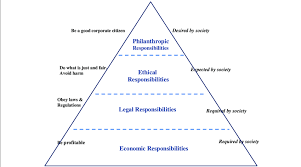 Be a good corporate citizen
Desired by society
Philanthropic
Responsibilities
Do what is just and fair,
Avoid harm
Expected by society
Ethical
Responsibilities
Obey laws &
Regulations
Legal Responsibilities
Required by society
Be profitable
Economic Responsibilities
Required by society